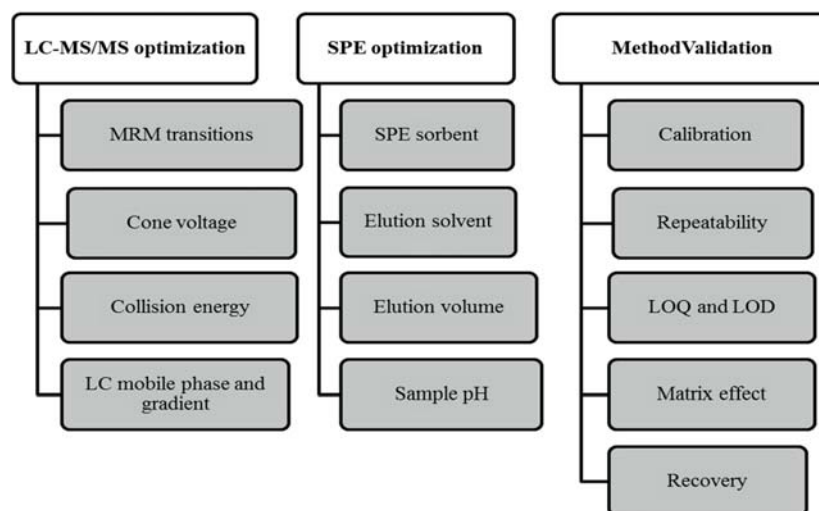 LC-MS/MS optimization
MRM transitions
Cone voltage
Collision energy
LC mobile phase and
gradient
SPE optimization
SPE sorbent
Elution solvent
Elution volume
Sample pH
MethodValidation
Calibration
Repeatability
LOQ and LOD
Matrix effect
Recovery